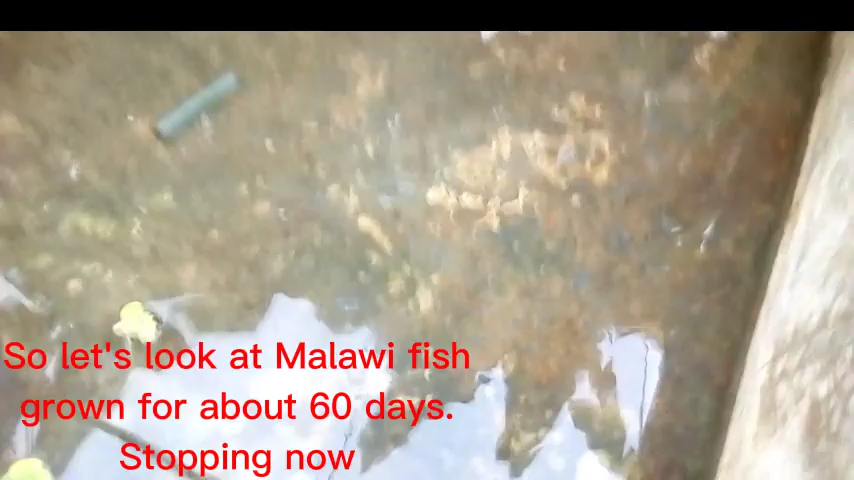 So let's look at Malawi fish
grown for about 60 days.
Stopping now